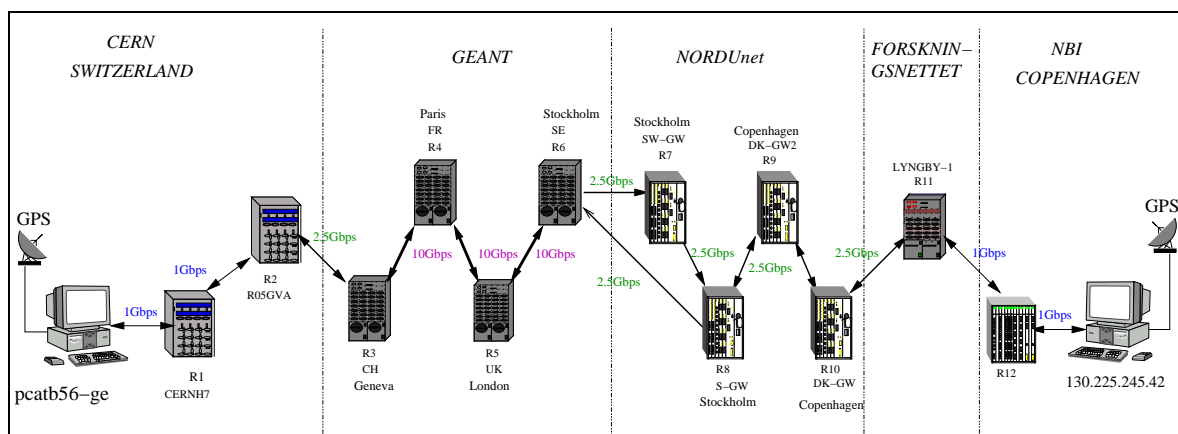 CERN
SWITZERLAND
GEANT
NORDUnet
FORSKNIN–
GSNETTET
NBI
COPENHAGEN
GPS
pcatb56–ge
1Gbps
R1
CERNH7
1Gbps
R2
R05GVA
2.5Gbps
R3
CH
Geneva
10Gbps
Paris
FR
R4
10Gbps
R5
UK
London
10Gbps
Stockholm
SE
R6
2.5Gbps
2.5Gbps
Stockholm
SW–GW
R7
2.5Gbps
R8
S–GW
Stockholm
2.5Gbps
Copenhagen
DK–GW2
R9
R10
DK–GW
Copenhagen
2.5Gbps
LYNGBY–1
R11
1Gbps
R12
1Gbps
GPS
130.225.245.42